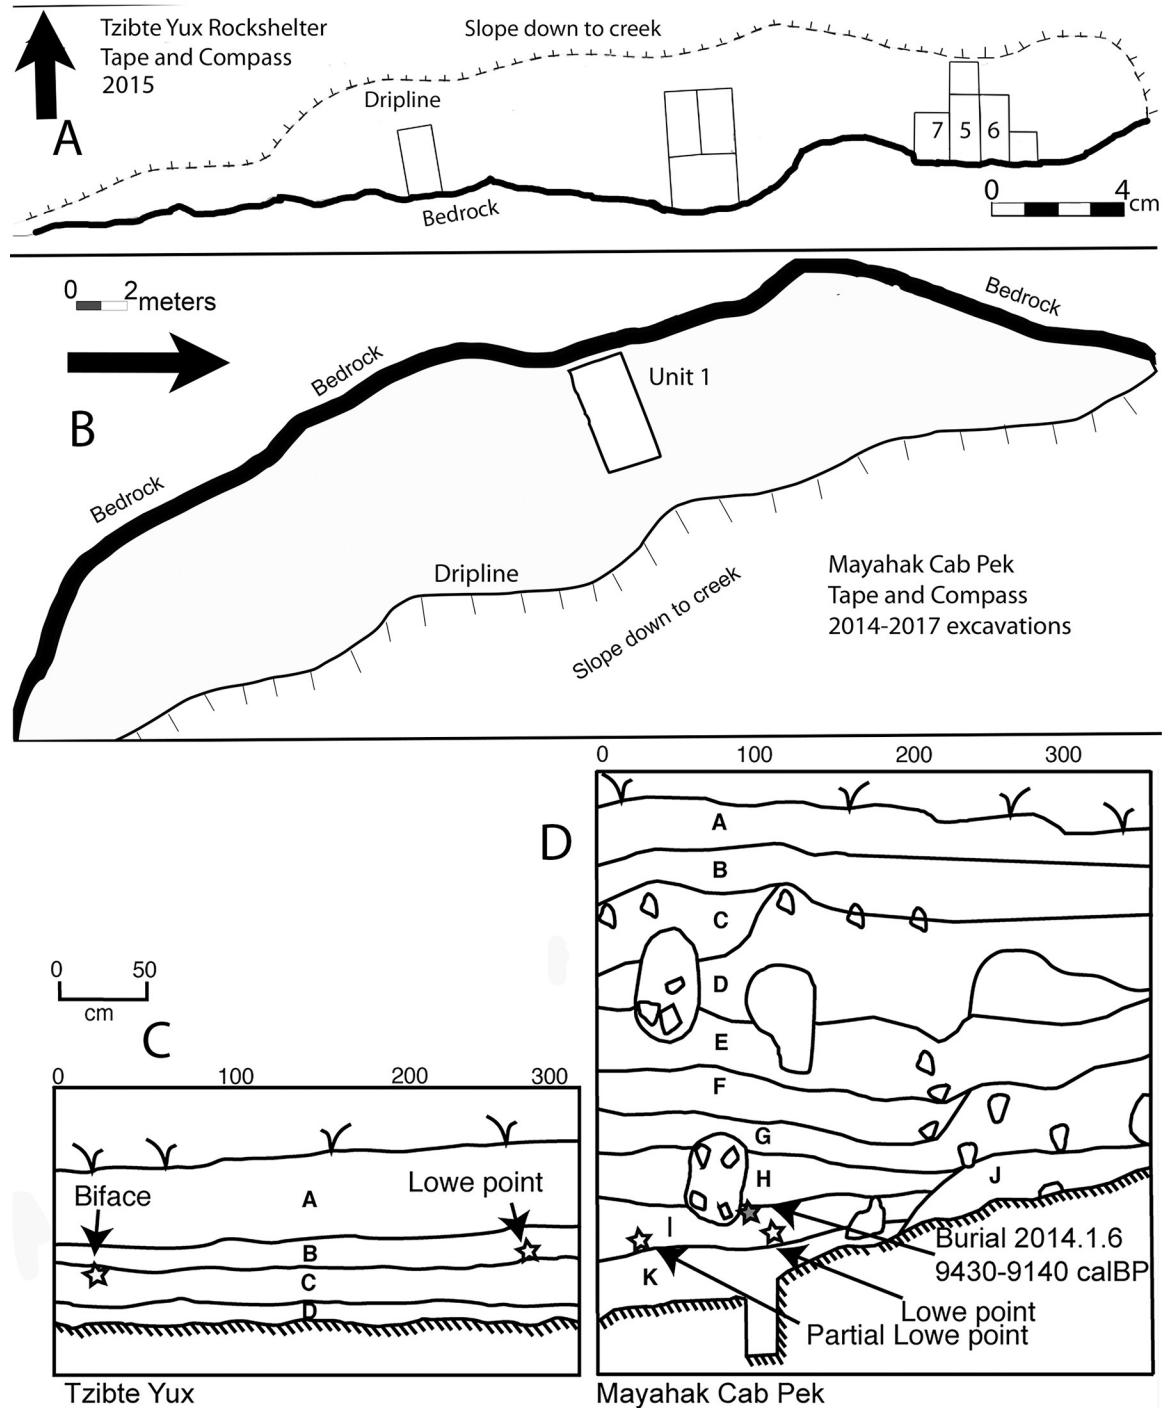 Tzibte Yux Rockshelter
Tape and Compass
2015
Slope down to creek
A
Dripline
7 5 6
Bedrock
0 4
cm
0 2
meters
Bedrock
Bedrock
Unit 1
B
Bedrock
Dripline
Mayahak Cab Pek
Tape and Compass
2014-2017 excavations
Slope down to creek
0 50
cm
C
0 100 200 300
Biface
Lowe point
A
B
C
D
Tzibte Yux
D
0 100 200 300
A
B
C
D
E
F
G
H
J
I
K
Burial 2014.1.6
9430-9140 calBP
Lowe point
Partial Lowe point
Mayahak Cab Pek